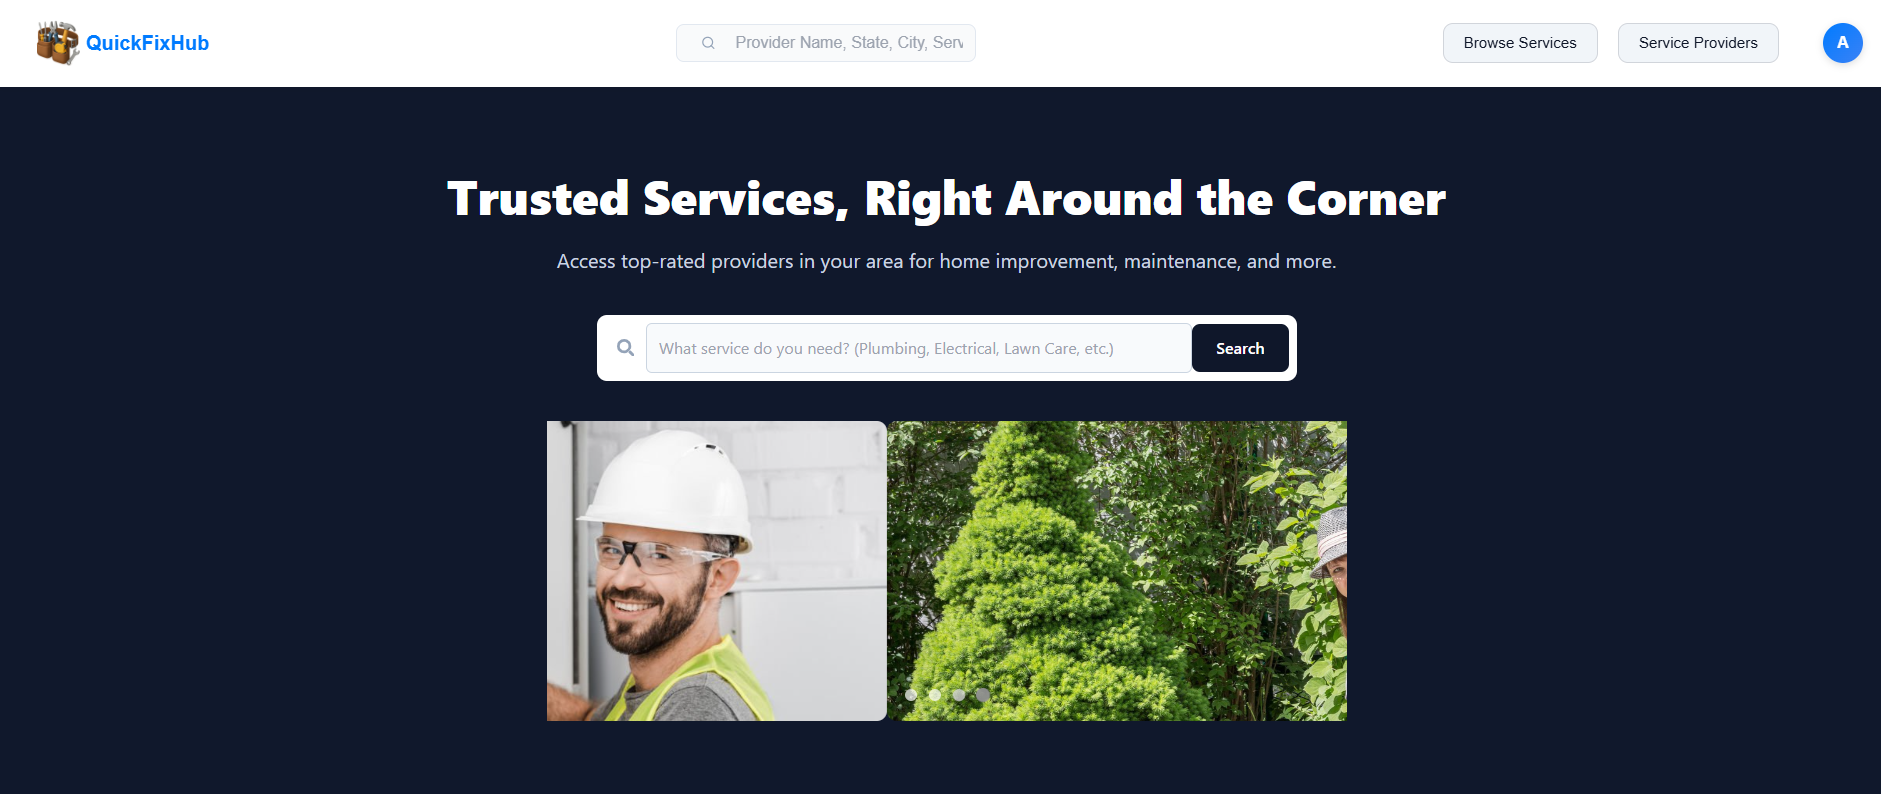 QuickFixHub
Provider Name, State, City, Serv
Browse Services
Service Providers
A
Trusted Services, Right Around the Corner
Access top-rated providers in your area for home improvement, maintenance, and more.
What service do you need? (Plumbing, Electrical, Lawn Care, etc.)
Search